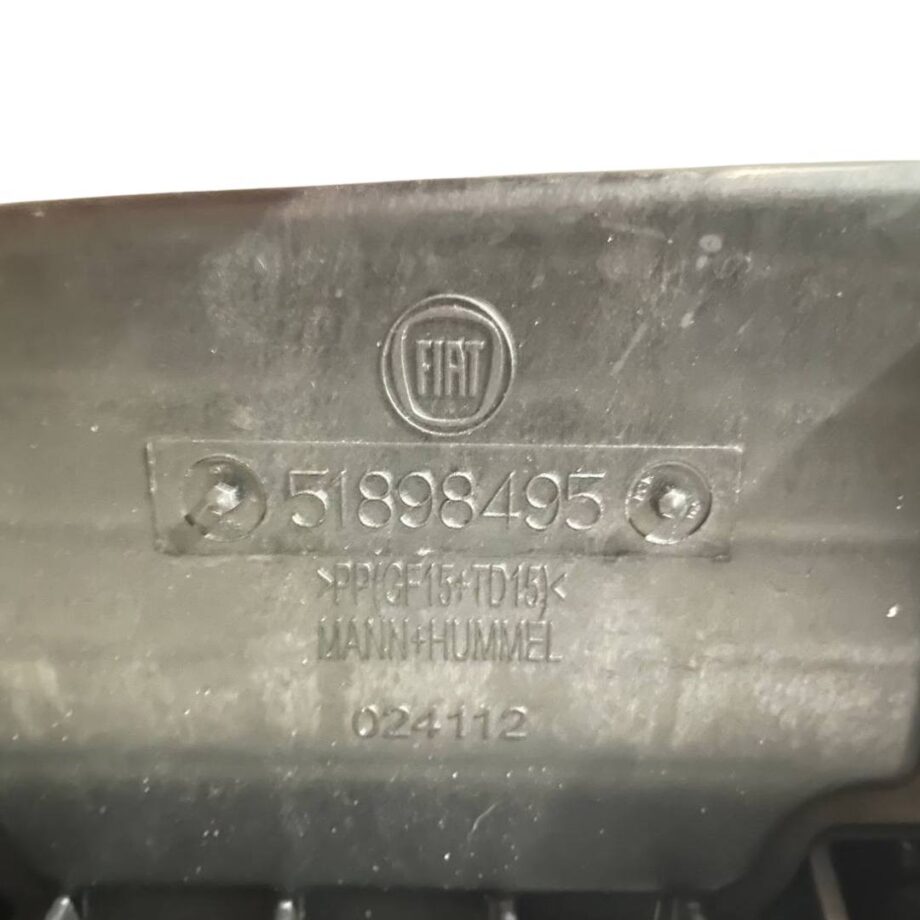 FIAT
51898495
>PP(GF15+TD15)<
MANN+HUMMEL
024112